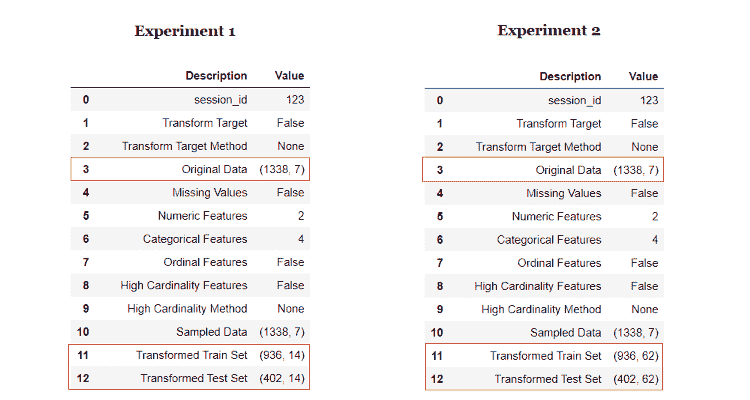 Experiment 1
Description Value
0 session_id 123
1 Transform Target False
2 Transform Target Method None
3 Original Data (1338, 7)
4 Missing Values False
5 Numeric Features 2
6 Categorical Features 4
7 Ordinal Features False
8 High Cardinality Features False
9 High Cardinality Method None
10 Sampled Data (1338, 7)
11 Transformed Train Set (936, 14)
12 Transformed Test Set (402, 14)
Experiment 2
Description Value
0 session_id 123
1 Transform Target False
2 Transform Target Method None
3 Original Data (1338, 7)
4 Missing Values False
5 Numeric Features 2
6 Categorical Features 4
7 Ordinal Features False
8 High Cardinality Features False
9 High Cardinality Method None
10 Sampled Data (1338, 7)
11 Transformed Train Set (936, 62)
12 Transformed Test Set (402, 62)